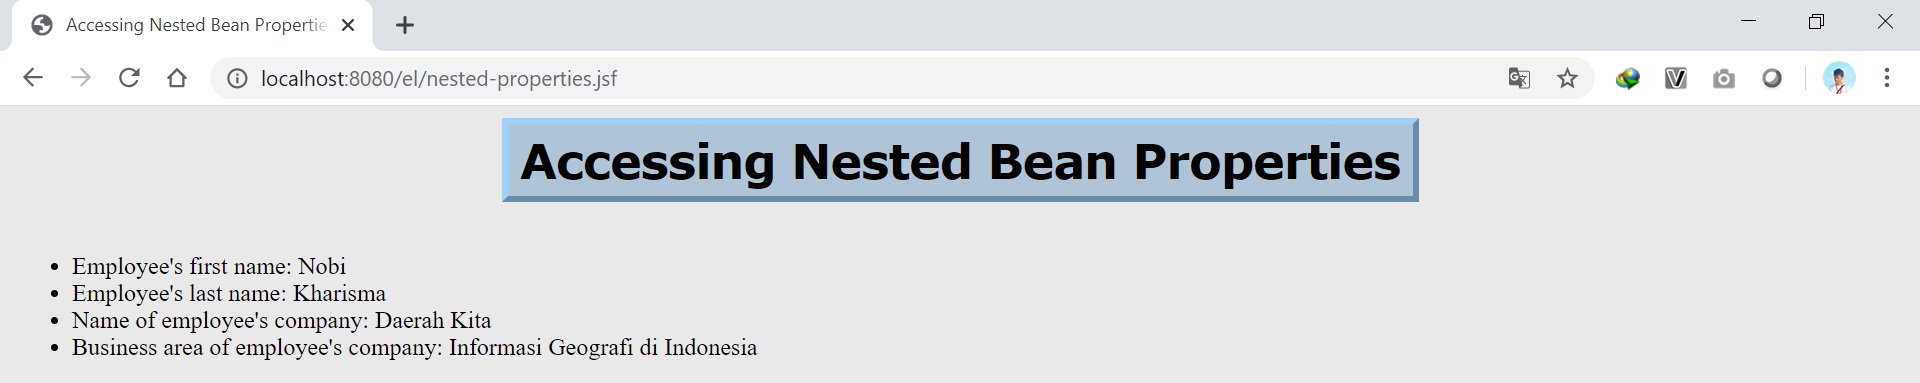 Accessing Nested Bean Propertie
localhost:8080/el/nested-properties.jsf
Accessing Nested Bean Properties
• Employee's first name: Nobi
• Employee's last name: Kharisma
• Name of employee's company: Daerah Kita
• Business area of employee's company: Informasi Geografi di Indonesia